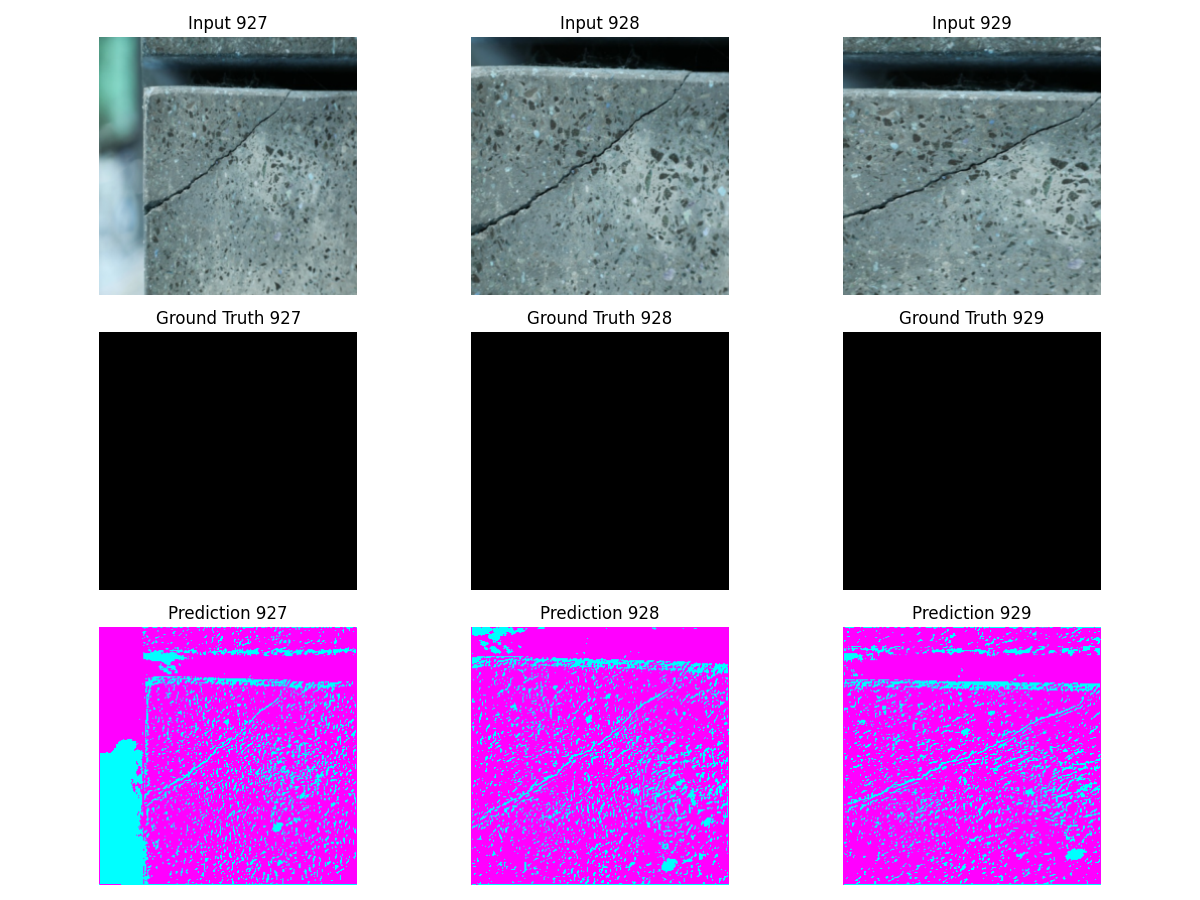 Input 927
Input 928
Input 929
Ground Truth 927
Ground Truth 928
Ground Truth 929
Prediction 927
Prediction 928
Prediction 929